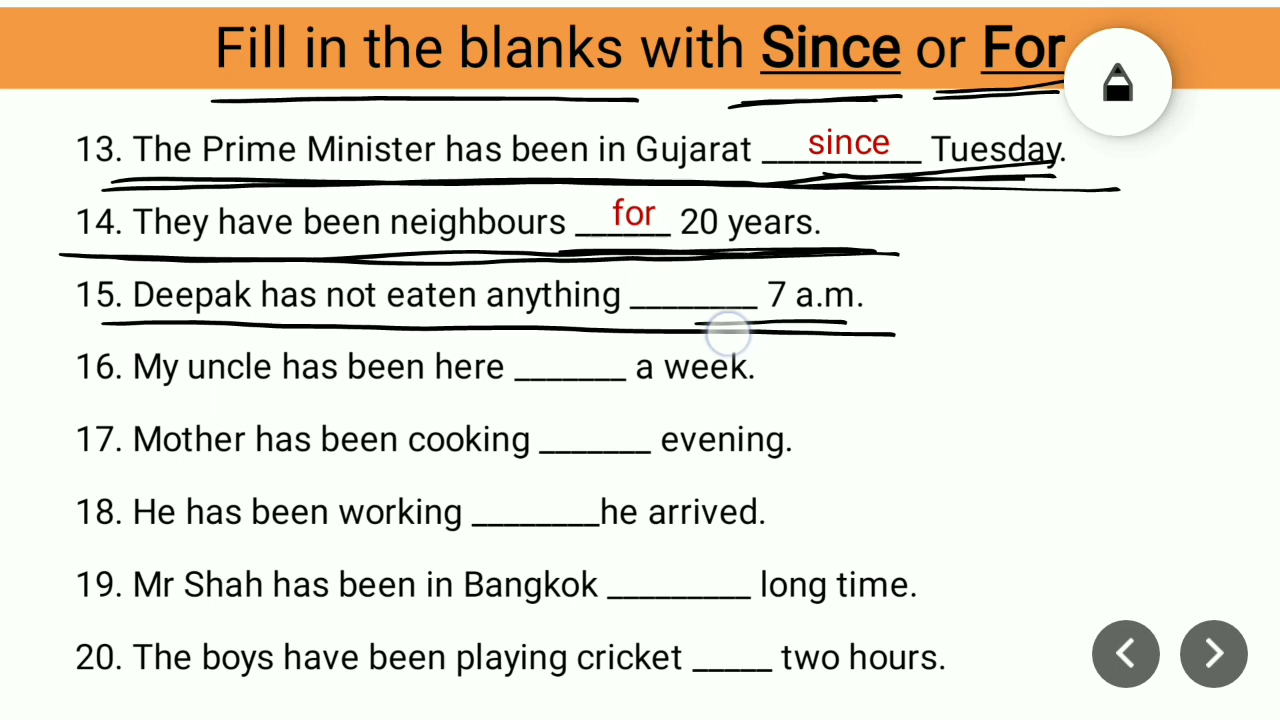 Fill in the blanks with Since or For
13. The Prime Minister has been in Gujarat __________ since Tuesday.
14. They have been neighbours ______ for 20 years.
15. Deepak has not eaten anything ________ 7 a.m.
16. My uncle has been here _______ a week.
17. Mother has been cooking _______ evening.
18. He has been working ________he arrived.
19. Mr Shah has been in Bangkok _________ long time.
20. The boys have been playing cricket _____ two hours.